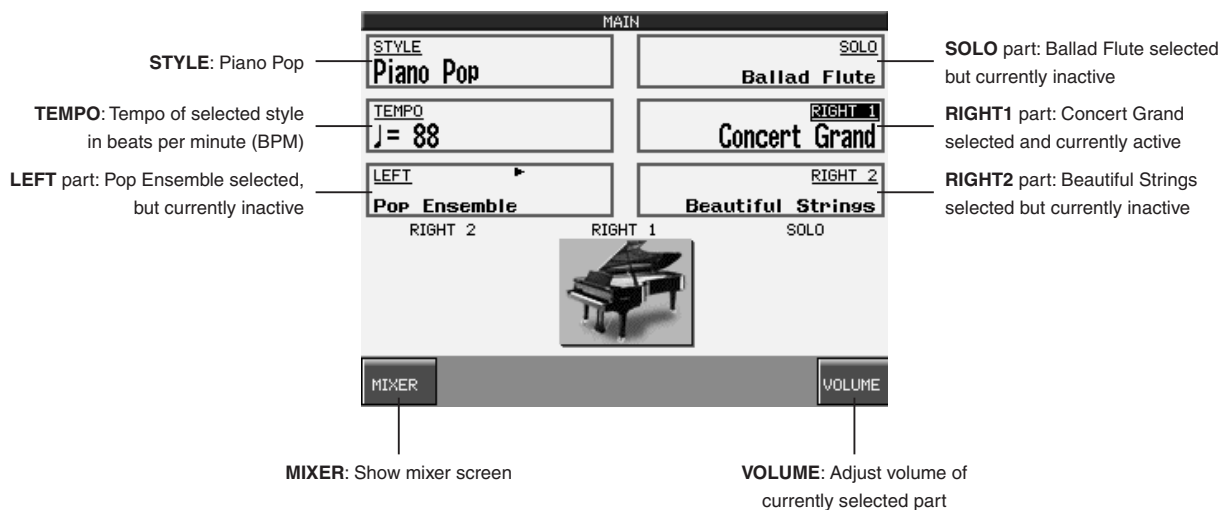 MAIN
STYLE
Piano Pop
SOLO
Ballad Flute
TEMPO
♩= 88
RIGHT 1
Concert Grand
LEFT
Pop Ensemble
RIGHT 2
Beautiful Strings
RIGHT 2 RIGHT 1 SOLO
MIXER
VOLUME
STYLE: Piano Pop
TEMPO: Tempo of selected style
in beats per minute (BPM)
LEFT part: Pop Ensemble selected,
but currently inactive
SOLO part: Ballad Flute selected
but currently inactive
RIGHT1 part: Concert Grand
selected and currently active
RIGHT2 part: Beautiful Strings
selected but currently inactive
MIXER: Show mixer screen
VOLUME: Adjust volume of
currently selected part